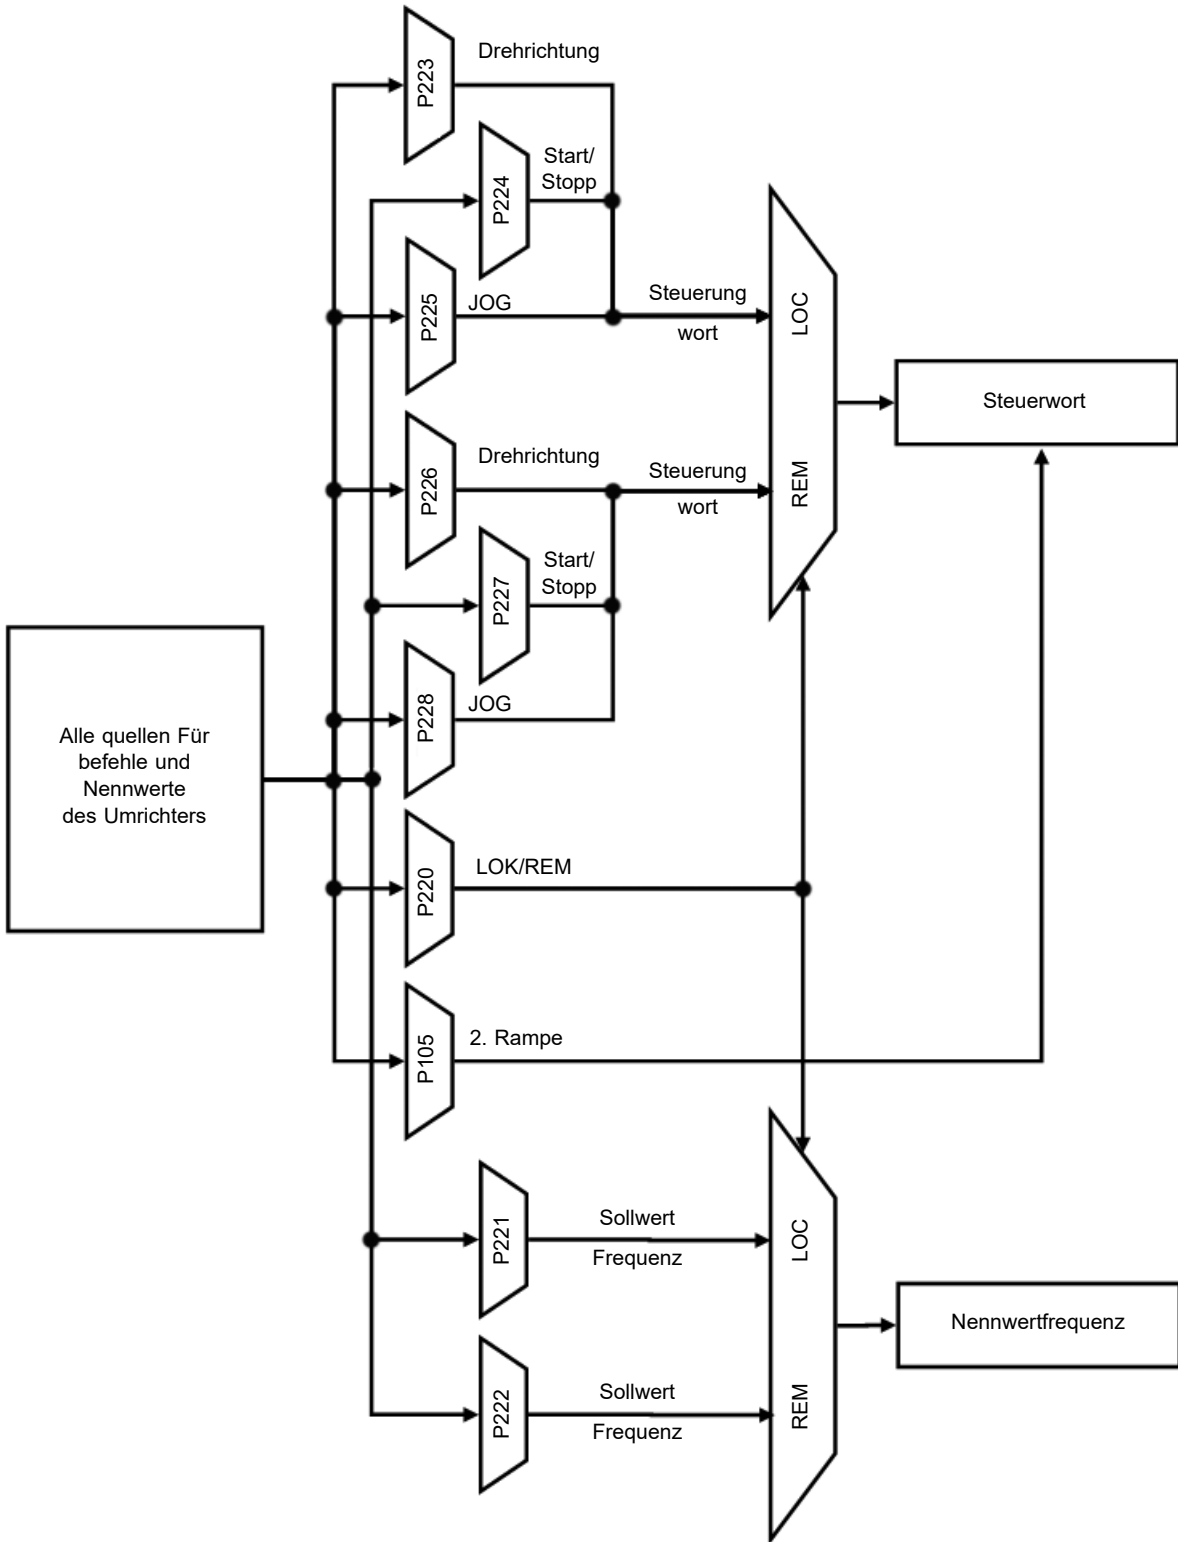 P223
Drehrichtung
P224
Start/
Stopp
P225
JOG
Steuerung
wort
LOC
P226
Drehrichtung
Steuerung
wort
REM
Steuerwort
P227
Start/
Stopp
P228
JOG
Alle quellen Für
befehle und
Nennwerte
des Umrichters
P220
LOK/REM
P105
2. Rampe
P221
Sollwert
Frequenz
LOC
P222
Sollwert
Frequenz
REM
Nennwertfrequenz